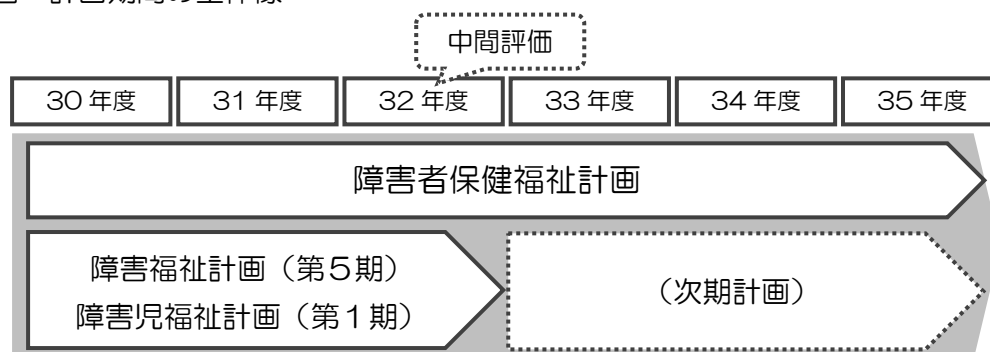 中間評価
30年度 31年度 32年度 33年度 34年度 35年度
障害者保健福祉計画
障害福祉計画（第5期）
障害児福祉計画（第１期）
（次期計画）